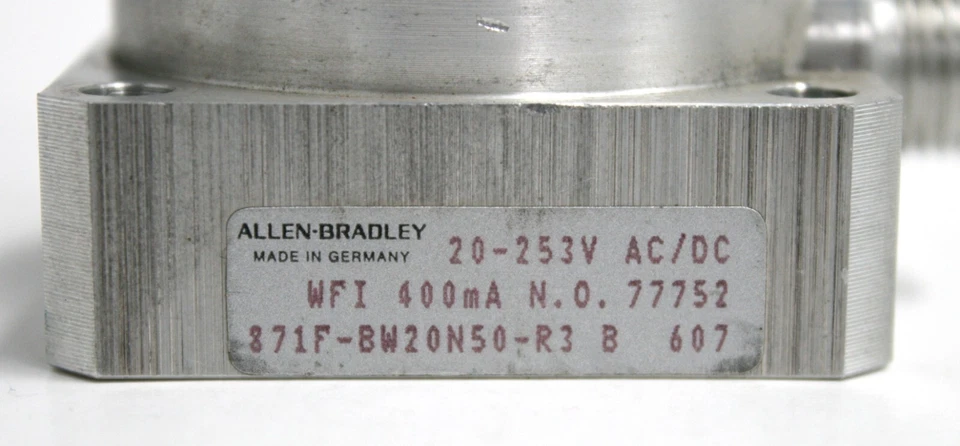 ALLEN-BRADLEY
MADE IN GERMANY
20-253V AC/DC
WFI 400mA N.O. 77752
871F-BW20N50-R3 B 607